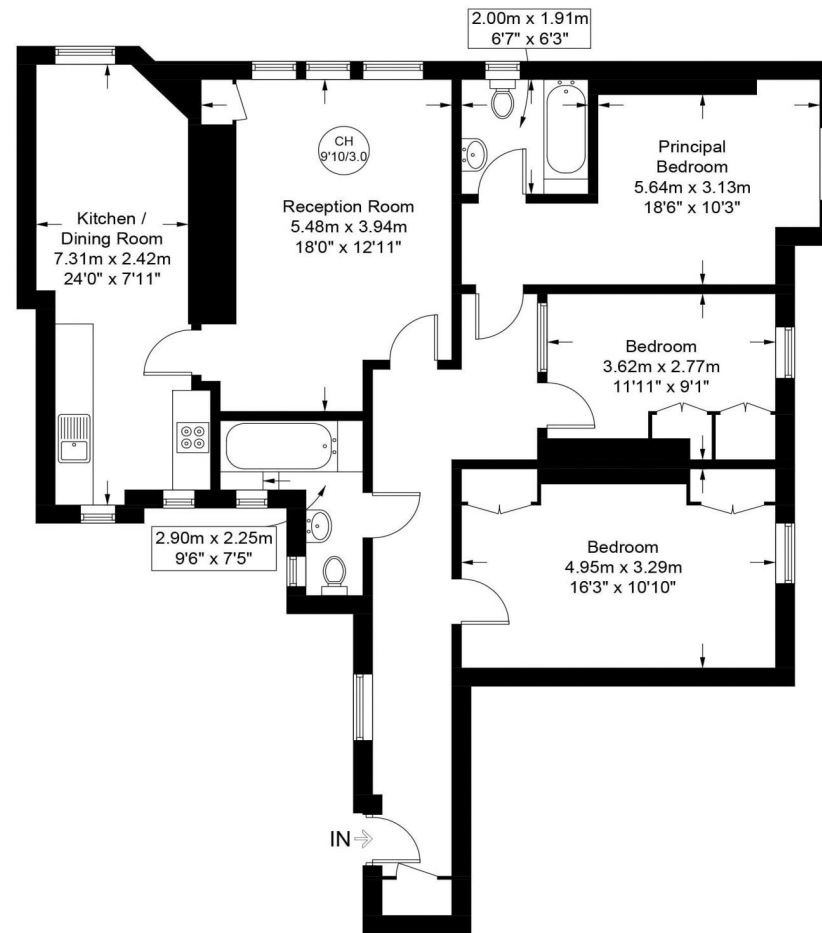 2.00m x 1.91m
6'7" x 6'3"
CH
9'10/3.0
Principal
Bedroom
5.64m x 3.13m
18'6" x 10'3"
Kitchen /
Dining Room
7.31m x 2.42m
24'0" x 7'11"
Reception Room
5.48m x 3.94m
18'0" x 12'11"
Bedroom
3.62m x 2.77m
11'11" x 9'1"
2.90m x 2.25m
9'6" x 7'5"
Bedroom
4.95m x 3.29m
16'3" x 10'10"
IN